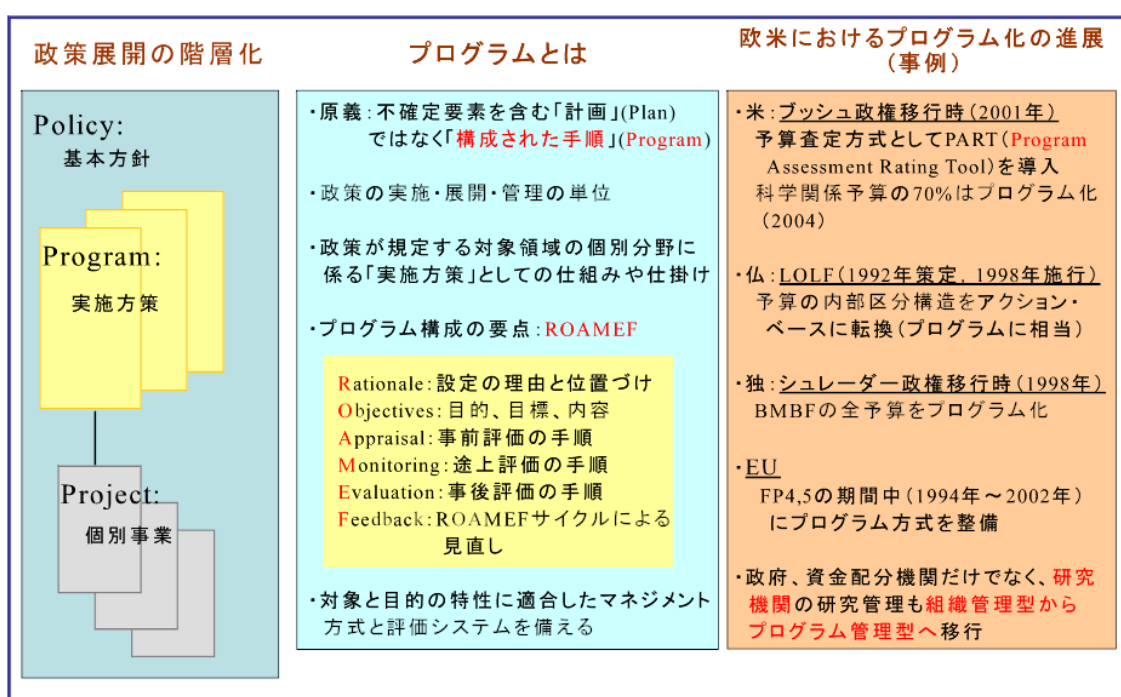 政策展開の階層化
Policy:
基本方針
Program:
実施方策
Project:
個別事業
プログラムとは
・原義：不確定要素を含む「計画」(Plan)
ではなく「構成された手順」(Program)
・政策の実施・展開・管理の単位
・政策が規定する対象領域の個別分野に
係る「実施方策」としての仕組みや仕掛け
・プログラム構成の要点：ROAMEF
Rationale：設定の理由と位置づけ
Objectives：目的、目標、内容
Appraisal：事前評価の手順
Monitoring：途上評価の手順
Evaluation：事後評価の手順
Feedback：ROAMEFサイクルによる
見直し
・対象と目的の特性に適合したマネジメント
方式と評価システムを備える
欧米におけるプログラム化の進展
（事例）
・米：ブッシュ政権移行時（2001年）
予算査定方式としてPART（Program
Assessment Rating Tool）を導入
科学関係予算の70%はプログラム化
（2004）
・仏：LOLF（1992年策定，1998年施行）
予算の内部区分構造をアクション・
ベースに転換（プログラムに相当）
・独：シュレーダー政権移行時（1998年）
BMBFの全予算をプログラム化
・EU
FP4,5の期間中（1994年～2002年）
にプログラム方式を整備
・政府、資金配分機関だけでなく、研究
機関の研究管理も組織管理型から
プログラム管理型へ移行